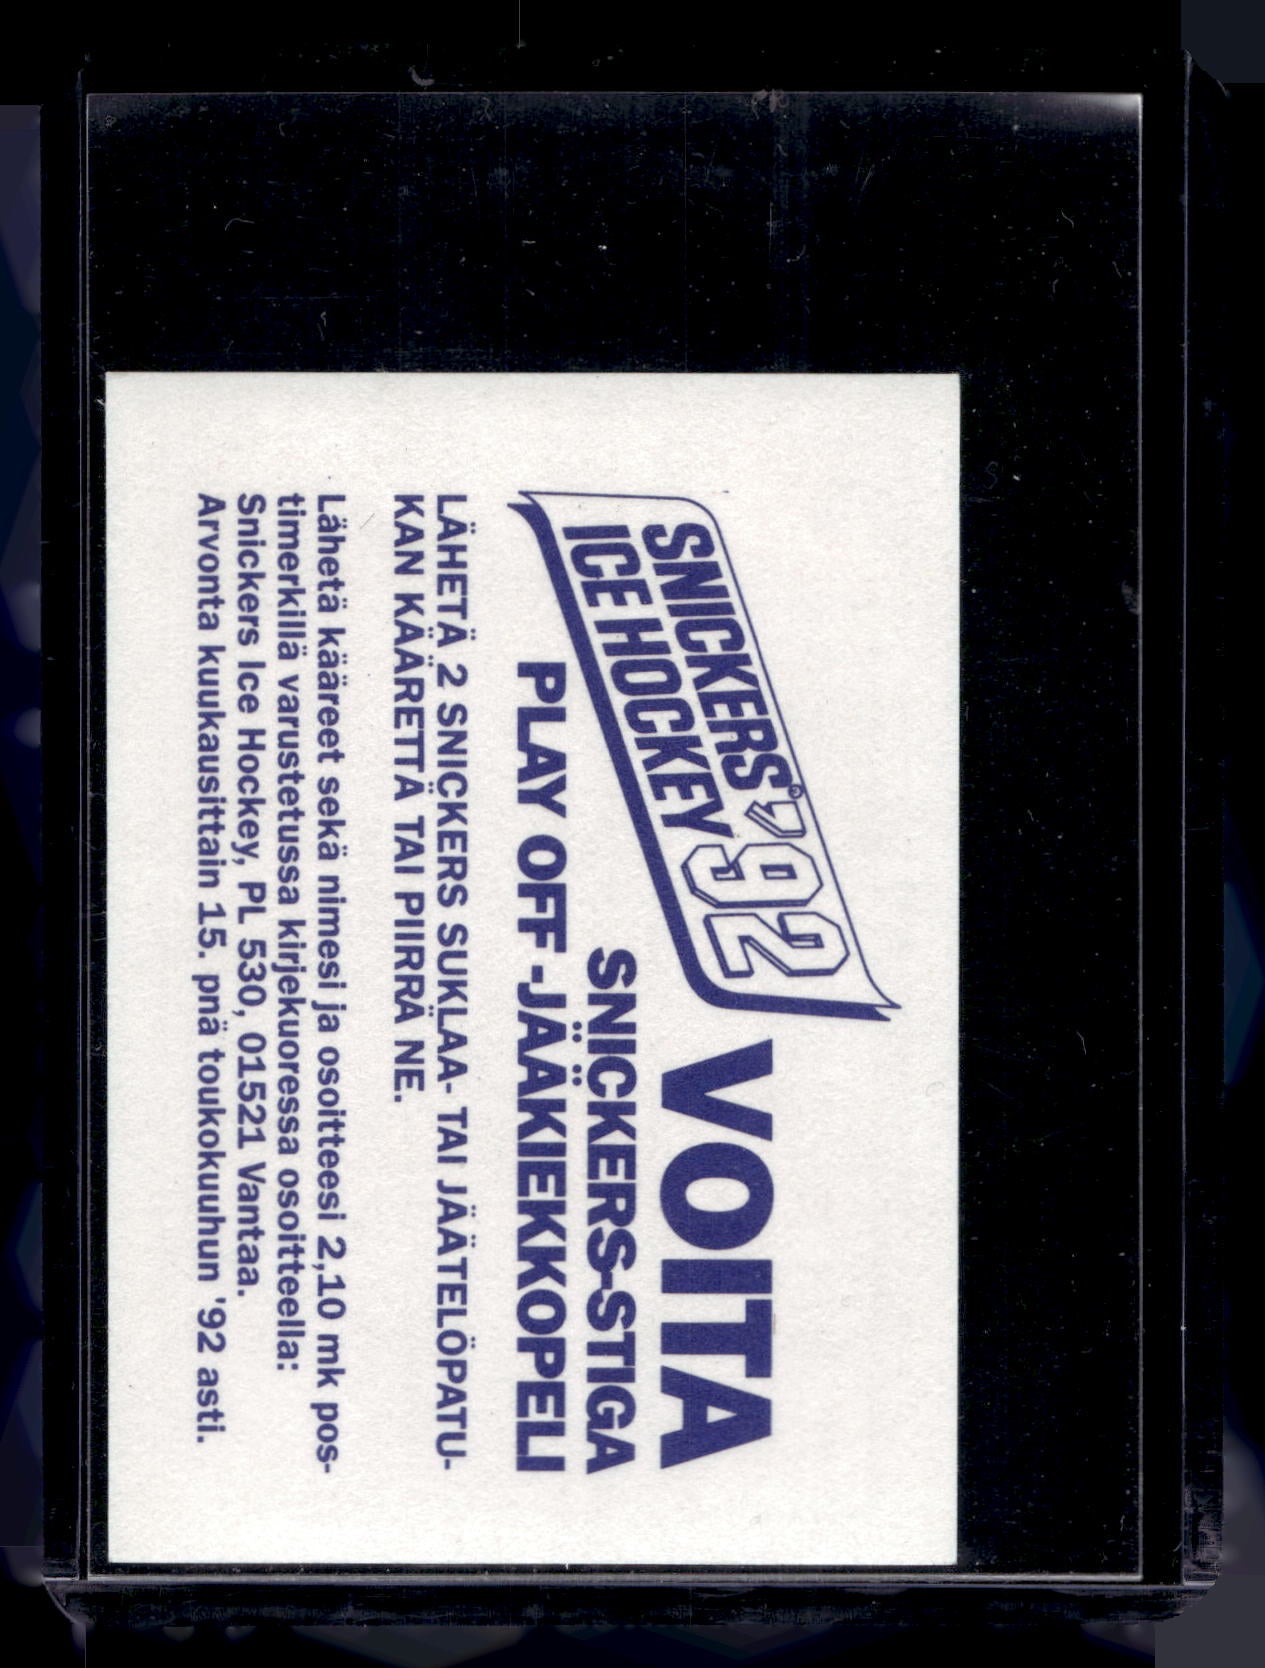 SNICKERS® '92
ICE HOCKEY
VOITA
SNICKERS-STIGA
PLAY OFF -JÄÄKIEKKOPELI
LÄHETÄ 2 SNICKERS SUKLAA- TAI JÄÄTELÖPATU-
KAN KÄÄRETTÄ TAI PIIRRÄ NE.
Lähetä kääreet sekä nimesi ja osoitteesi 2,10 mk pos-
timerkillä varustetussa kirjekuoressa osoitteella:
Snickers Ice Hockey, PL 530, 01521 Vantaa.
Arvonta kuukausittain 15. pnä toukokuuhun '92 asti.